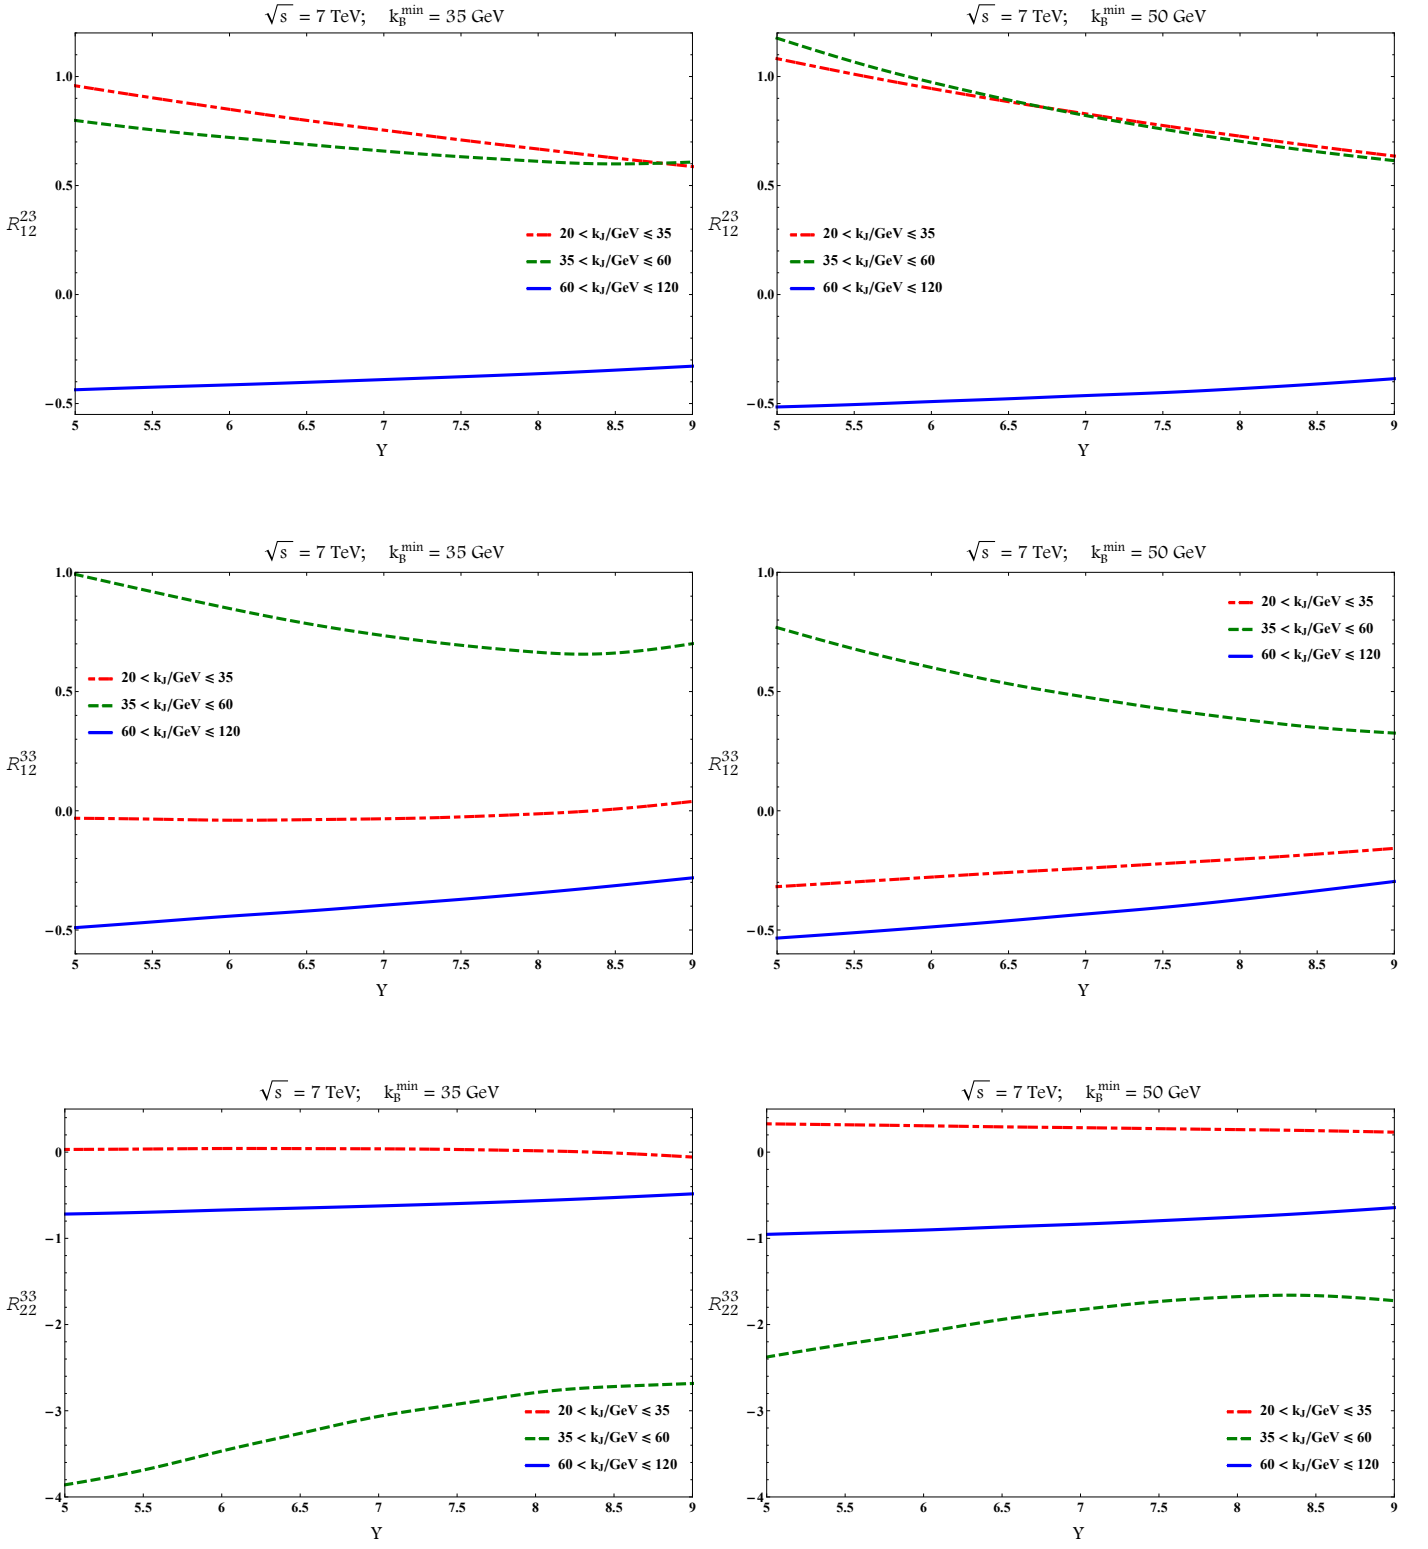 √s = 7 TeV; k_B^min = 35 GeV
R_12^23
1.0
0.5
0.0
−0.5
20 < k_J/GeV ⩽ 35
35 < k_J/GeV ⩽ 60
60 < k_J/GeV ⩽ 120
5 5.5 6 6.5 7 7.5 8 8.5 9
Y
√s = 7 TeV; k_B^min = 50 GeV
R_12^23
1.0
0.5
0.0
−0.5
20 < k_J/GeV ⩽ 35
35 < k_J/GeV ⩽ 60
60 < k_J/GeV ⩽ 120
5 5.5 6 6.5 7 7.5 8 8.5 9
Y
√s = 7 TeV; k_B^min = 35 GeV
R_12^33
1.0
0.5
0.0
−0.5
20 < k_J/GeV ⩽ 35
35 < k_J/GeV ⩽ 60
60 < k_J/GeV ⩽ 120
5 5.5 6 6.5 7 7.5 8 8.5 9
Y
√s = 7 TeV; k_B^min = 50 GeV
R_12^33
1.0
0.5
0.0
−0.5
20 < k_J/GeV ⩽ 35
35 < k_J/GeV ⩽ 60
60 < k_J/GeV ⩽ 120
5 5.5 6 6.5 7 7.5 8 8.5 9
Y
√s = 7 TeV; k_B^min = 35 GeV
R_22^33
0
−1
−2
−3
−4
20 < k_J/GeV ⩽ 35
35 < k_J/GeV ⩽ 60
60 < k_J/GeV ⩽ 120
5 5.5 6 6.5 7 7.5 8 8.5 9
Y
√s = 7 TeV; k_B^min = 50 GeV
R_22^33
0
−1
−2
−3
−4
20 < k_J/GeV ⩽ 35
35 < k_J/GeV ⩽ 60
60 < k_J/GeV ⩽ 120
5 5.5 6 6.5 7 7.5 8 8.5 9
Y